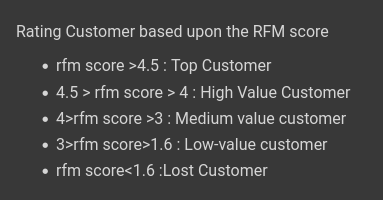 Rating Customer based upon the RFM score
• rfm score >4.5 : Top Customer
• 4.5 > rfm score > 4 : High Value Customer
• 4>rfm score >3 : Medium value customer
• 3>rfm score>1.6 : Low-value customer
• rfm score<1.6 :Lost Customer